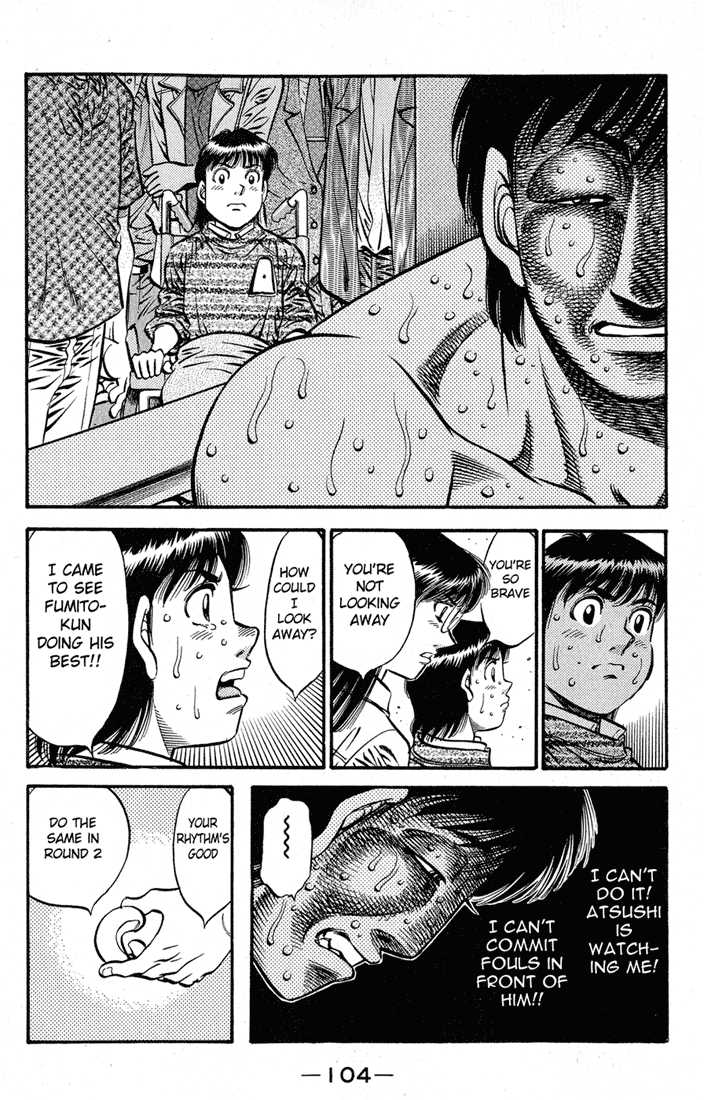 YOU'RE
SO
BRAVE
YOU'RE
NOT
LOOKING
AWAY
HOW
COULD
I
LOOK
AWAY?
I CAME
TO SEE
FUMITO-
KUN
DOING HIS
BEST!!
I CAN'T
DO IT!
ATSUSHI
IS
WATCH-
ING ME!
I CAN'T
COMMIT
FOULS IN
FRONT OF
HIM!!
YOUR
RHYTHM'S
GOOD
DO THE
SAME IN
ROUND 2
—104—